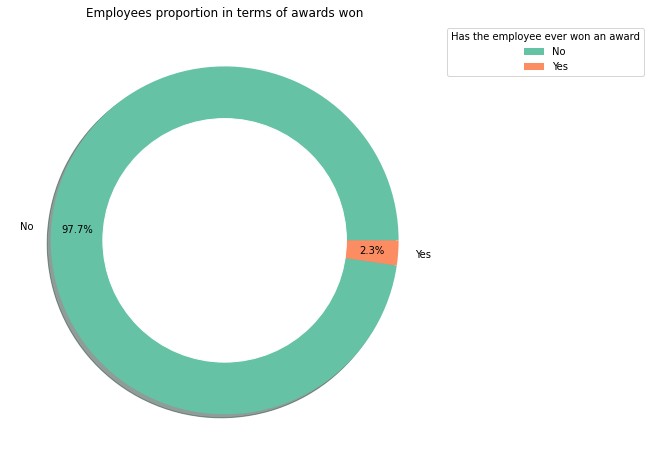 Employees proportion in terms of awards won
Has the employee ever won an award
No
Yes
No
97.7%
2.3%
Yes